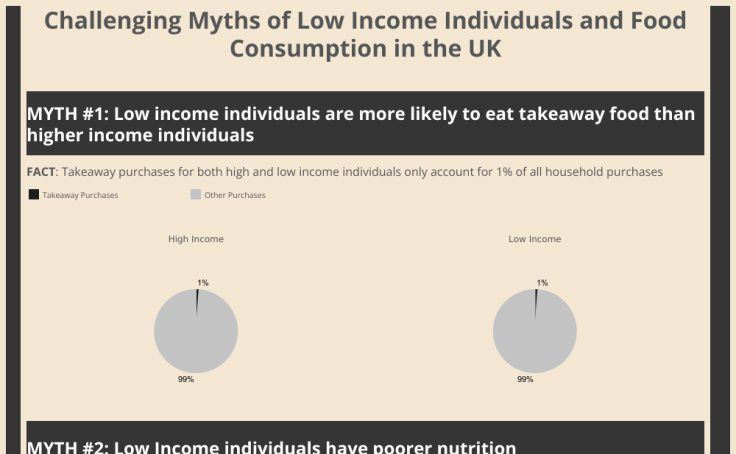 Challenging Myths of Low Income Individuals and Food
Consumption in the UK
MYTH #1: Low income individuals are more likely to eat takeaway food than
higher income individuals
FACT: Takeaway purchases for both high and low income individuals only account for 1% of all household purchases
Takeaway Purchases Other Purchases
High Income Low Income
1% 1%
99% 99%
MYTH #2: Low Income individuals have poorer nutrition